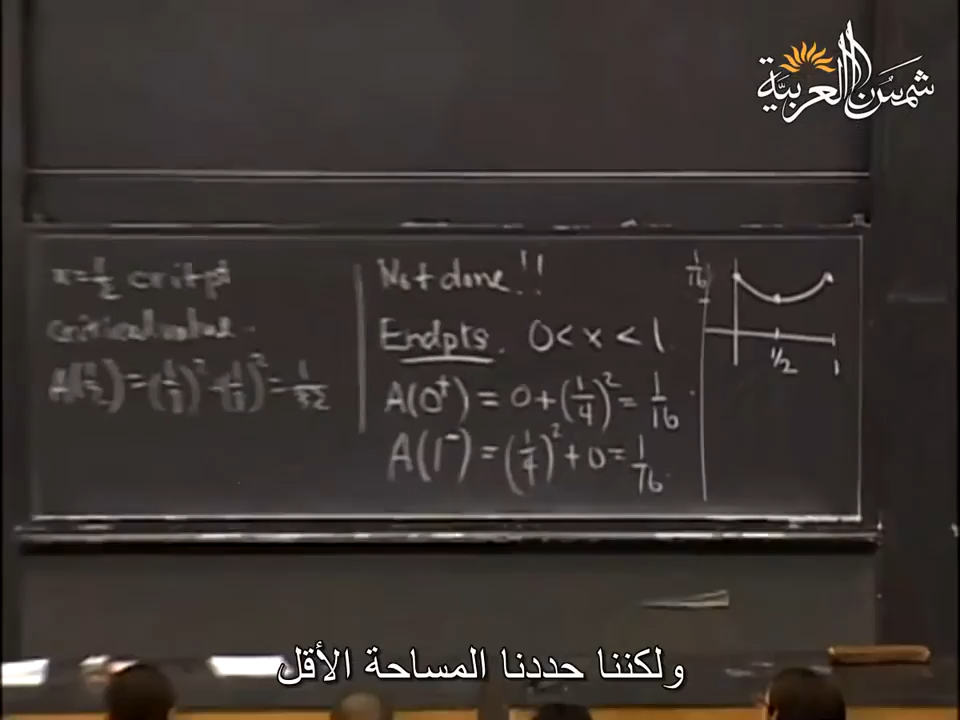 شمس العربية
x = 1/2 crit pt
critical value
A(1/2) = (1/8)² + (1/8)² = 1/32
Not done!!
Endpts. 0 < x < 1
A(0⁺) = 0 + (1/4)² = 1/16
A(1⁻) = (1/4)² + 0 = 1/16
1/16
1/2
1
ولكننا حددنا المساحة الأقل